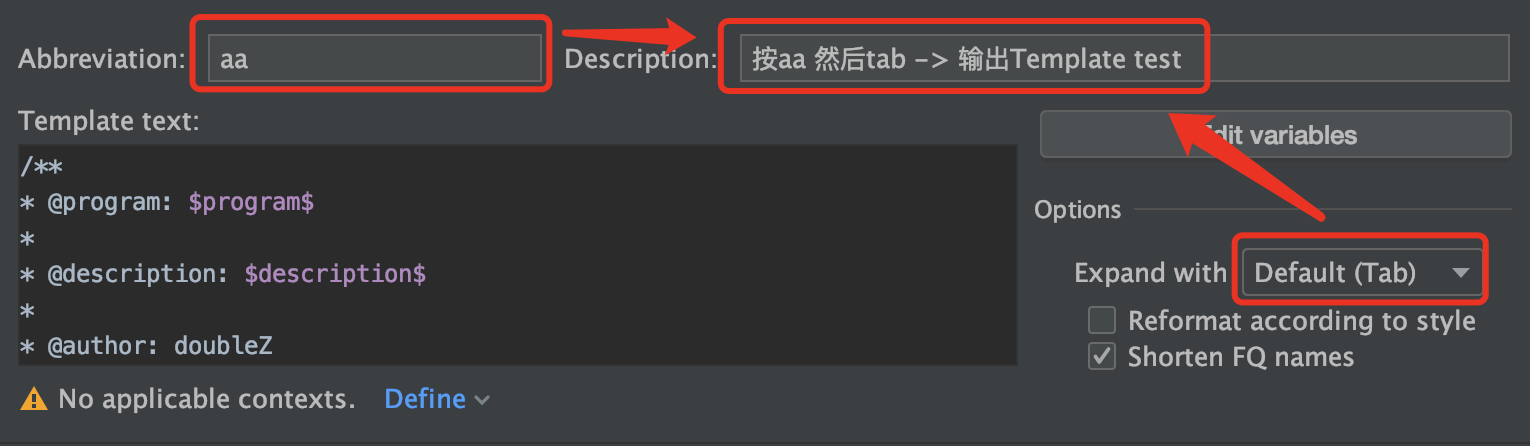 Abbreviation: aa Description: 按aa 然后tab -> 输出Template test
Template text:
dit variables
/**
* @program: $program$
*
* @description: $description$
*
* @author: doubleZ
Options
Expand with Default (Tab)
Reformat according to style
Shorten FQ names
No applicable contexts. Define